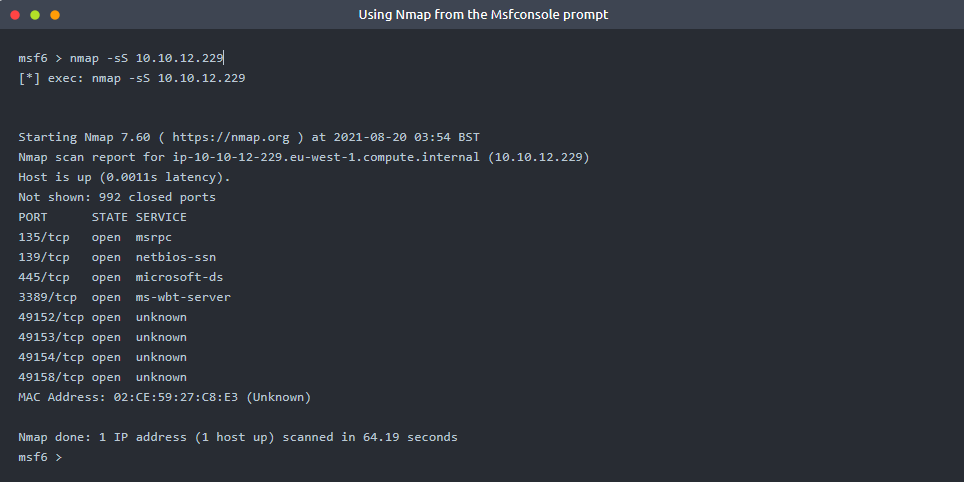 Using Nmap from the Msfconsole prompt
msf6 > nmap -sS 10.10.12.229
[*] exec: nmap -sS 10.10.12.229
Starting Nmap 7.60 ( https://nmap.org ) at 2021-08-20 03:54 BST
Nmap scan report for ip-10-10-12-229.eu-west-1.compute.internal (10.10.12.229)
Host is up (0.0011s latency).
Not shown: 992 closed ports
PORT      STATE SERVICE
135/tcp   open  msrpc
139/tcp   open  netbios-ssn
445/tcp   open  microsoft-ds
3389/tcp  open  ms-wbt-server
49152/tcp open  unknown
49153/tcp open  unknown
49154/tcp open  unknown
49158/tcp open  unknown
MAC Address: 02:CE:59:27:C8:E3 (Unknown)
Nmap done: 1 IP address (1 host up) scanned in 64.19 seconds
msf6 >